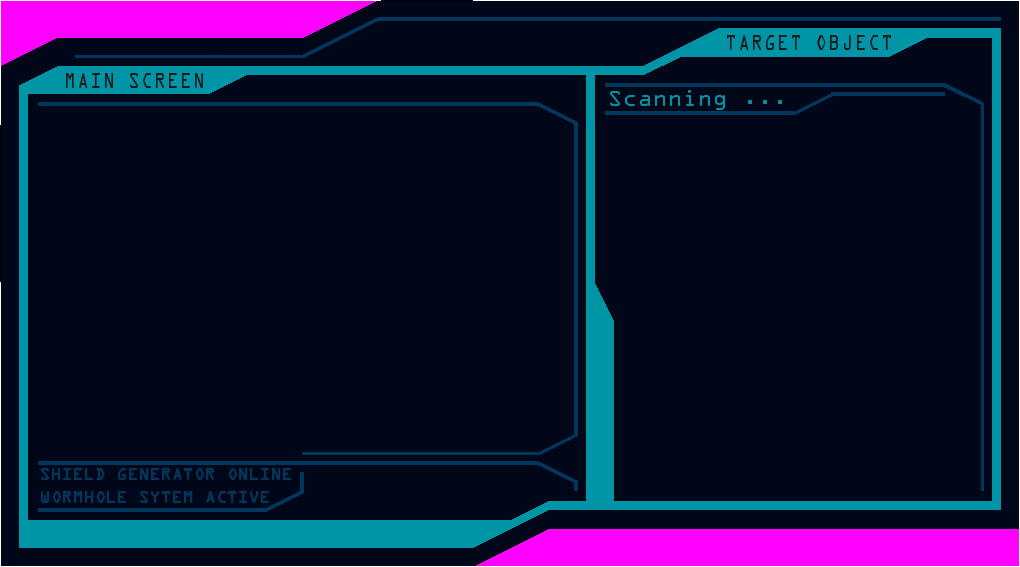 MAIN SCREEN
TARGET OBJECT
Scanning ...
SHIELD GENERATOR ONLINE
WORMHOLE SYTEM ACTIVE